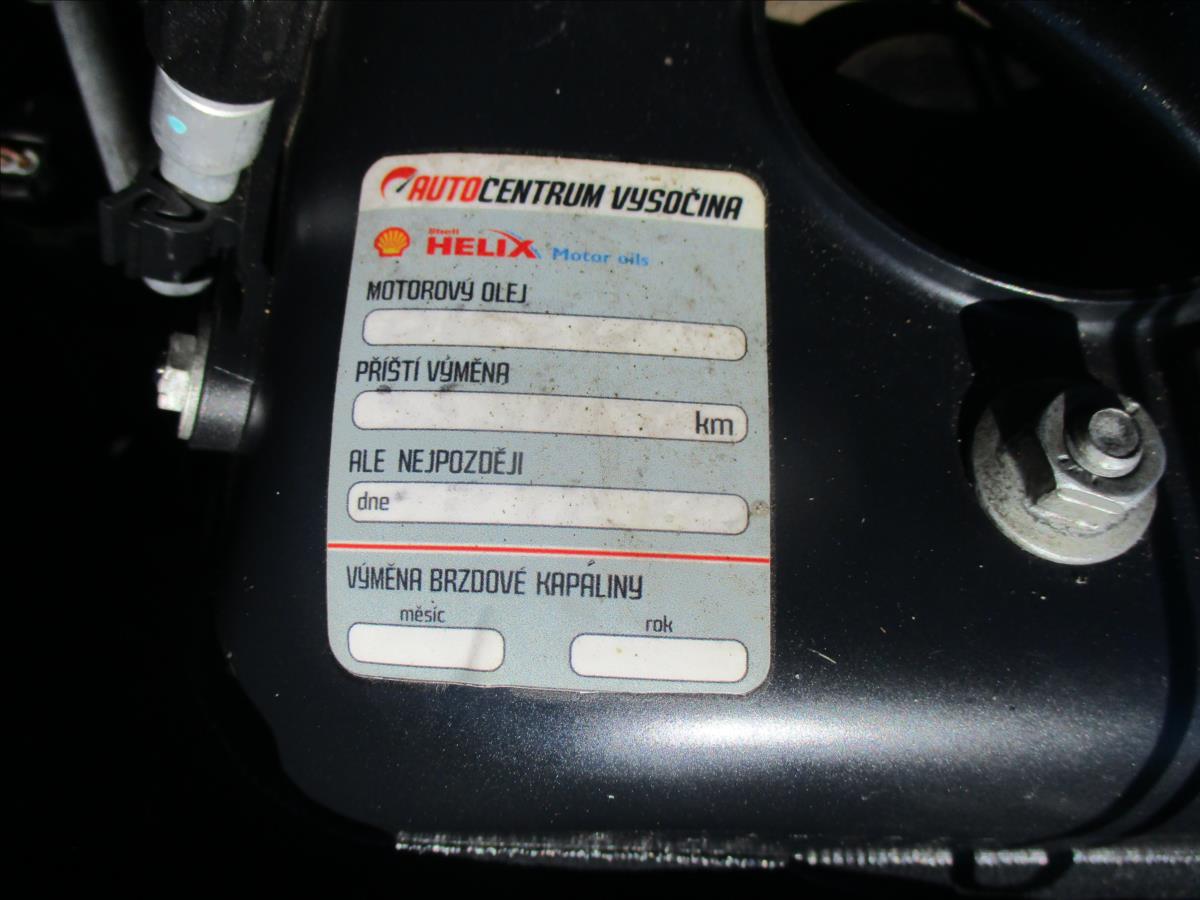 AUTOCENTRUM VYSOČINA
Shell
HELIX Motor oils
MOTOROVÝ OLEJ
PŘÍŠTÍ VÝMĚNA
km
ALE NEJPOZDĚJI
dne
VÝMĚNA BRZDOVÉ KAPALINY
měsíc rok